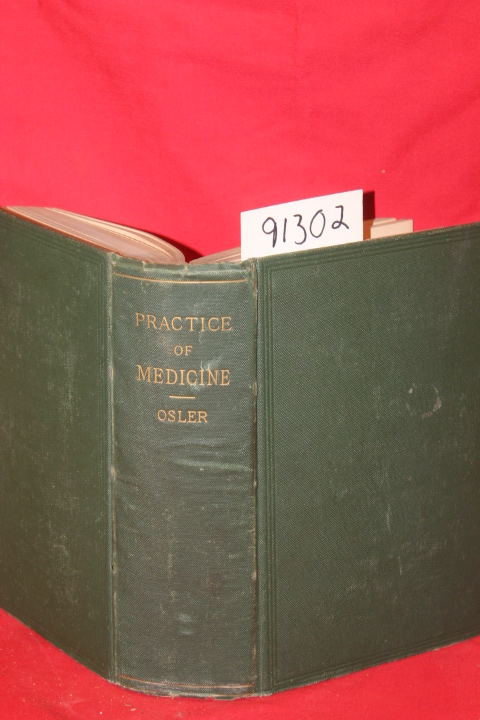 91302
PRACTICE
OF
MEDICINE
OSLER